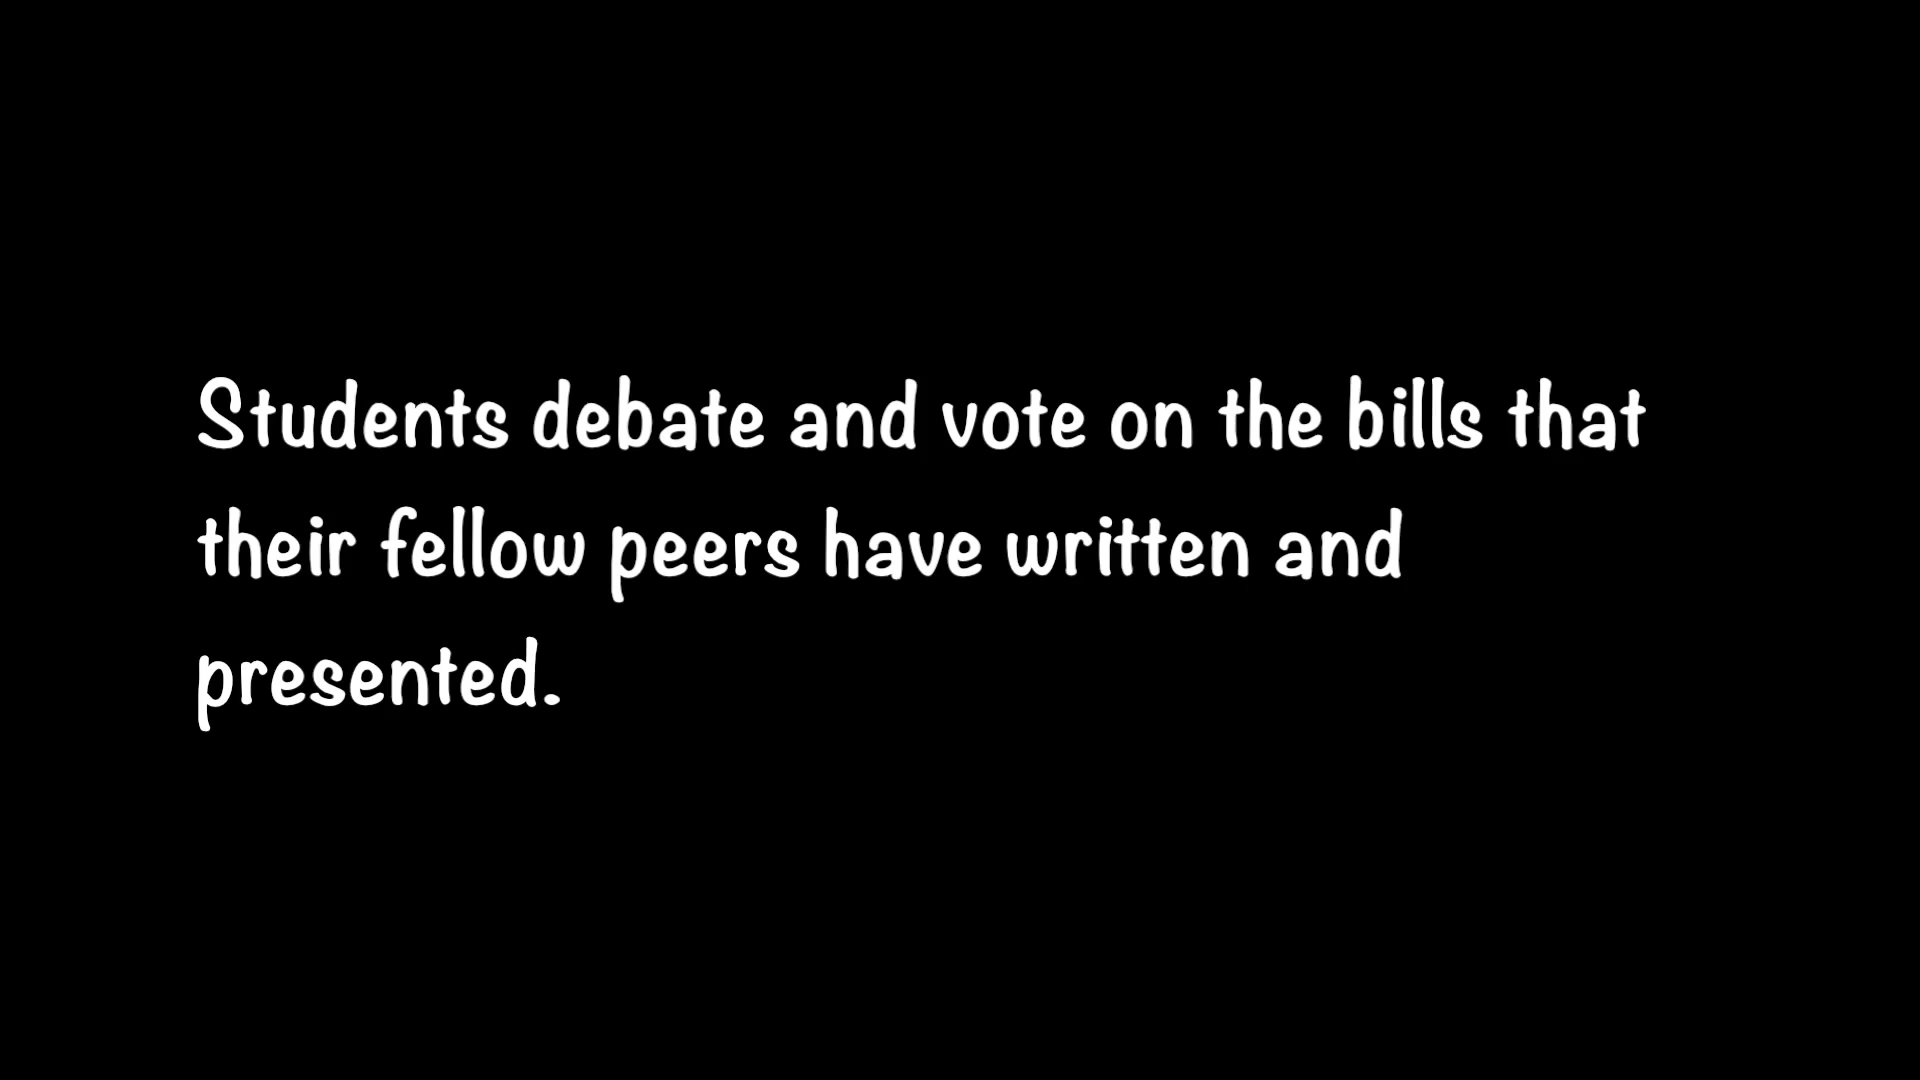 Students debate and vote on the bills that
their fellow peers have written and
presented.